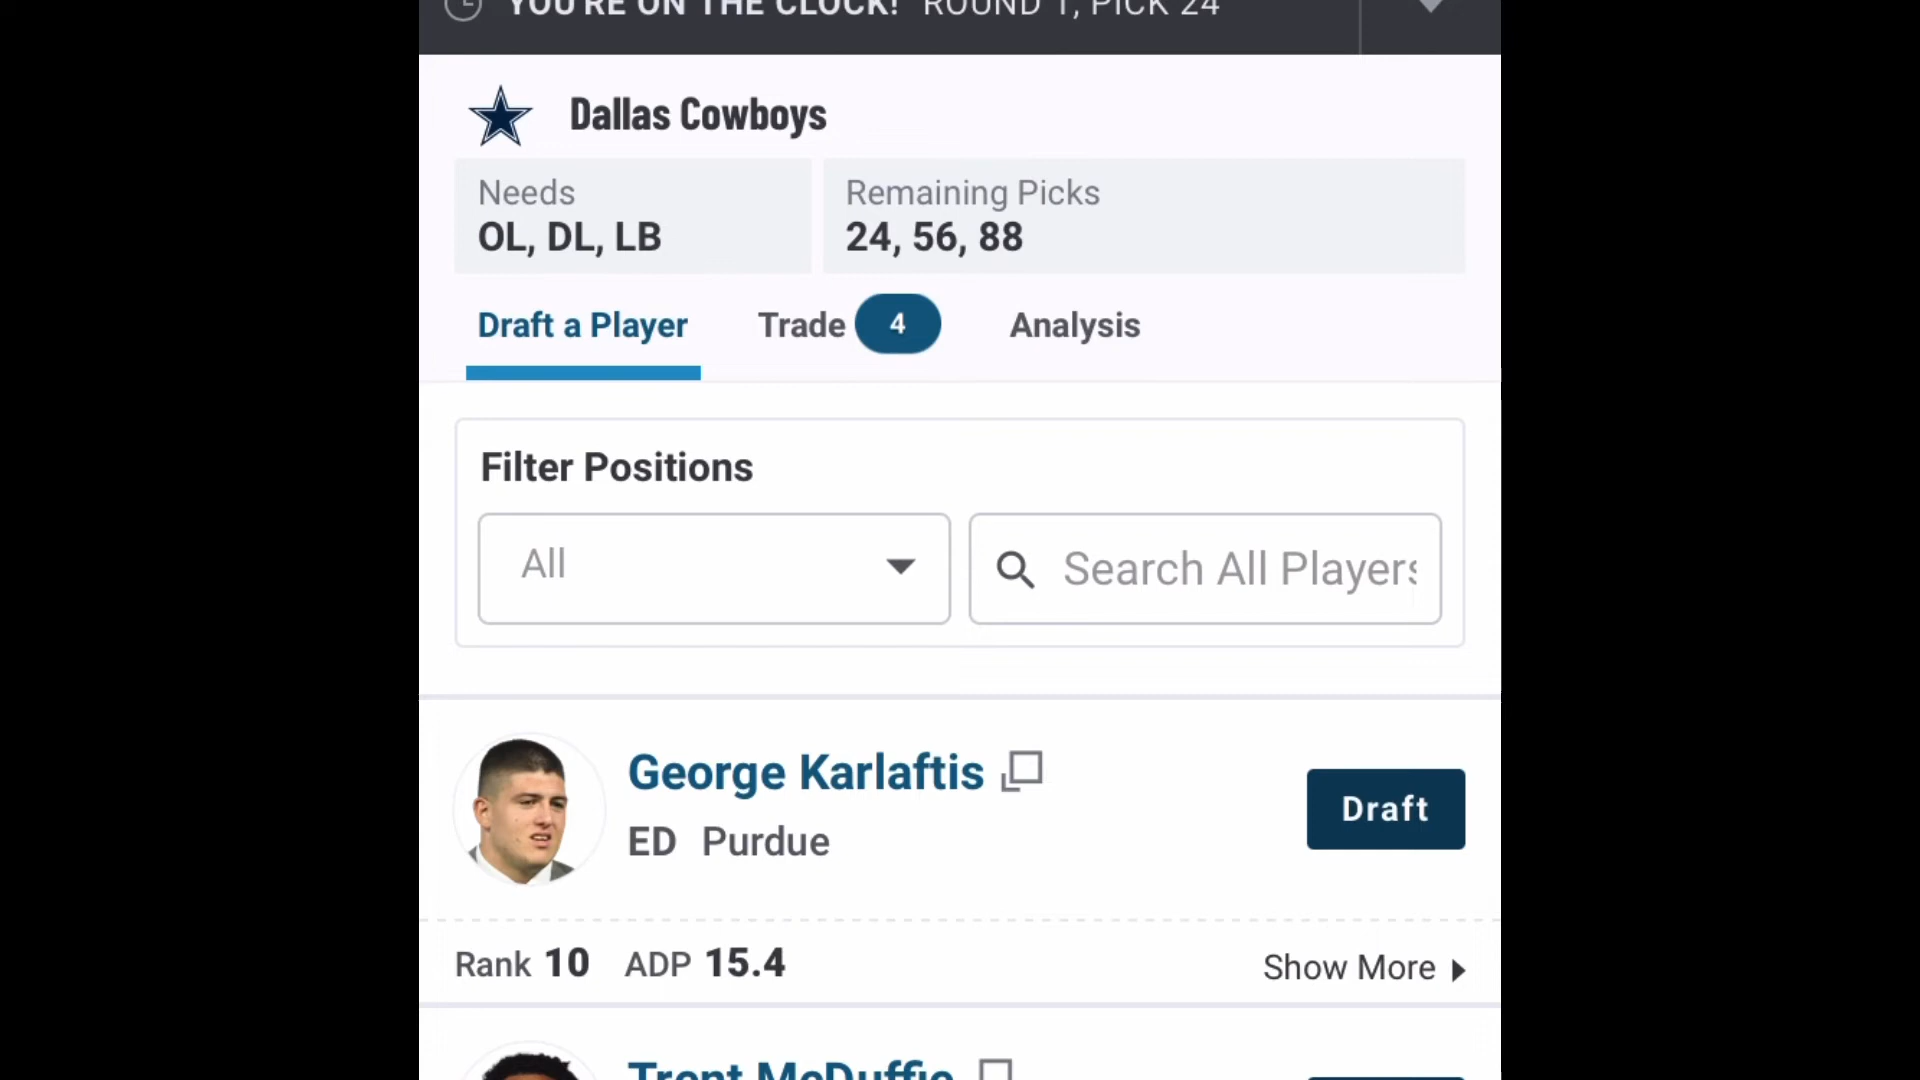 YOU'RE ON THE CLOCK! ROUND 1, PICK 24
Dallas Cowboys
Needs
OL, DL, LB
Remaining Picks
24, 56, 88
Draft a Player
Trade 4
Analysis
Filter Positions
All
Search All Players
George Karlaftis
ED Purdue
Draft
Rank 10 ADP 15.4
Show More
Trent McDuffie